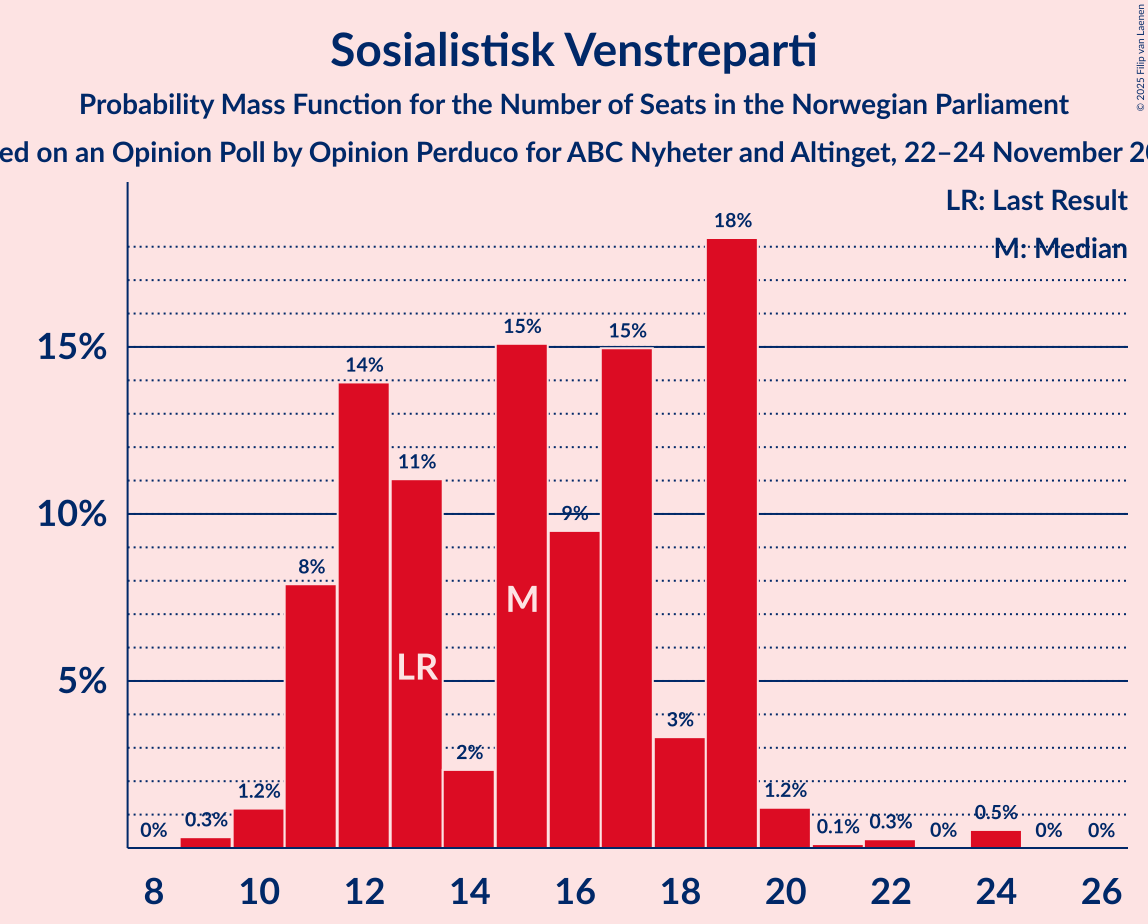 Sosialistisk Venstreparti
Probability Mass Function for the Number of Seats in the Norwegian Parliament
ed on an Opinion Poll by Opinion Perduco for ABC Nyheter and Altinget, 22–24 November 20
© 2025 Filip van Laenen
LR: Last Result
M: Median
18%
15%
15%
15%
14%
11%
10%
9%
8%
M
LR
5%
3%
2%
1.2%
1.2%
0.5%
0%
0.3%
0.1%
0.3%
0%
0%
0%
8 10 12 14 16 18 20 22 24 26